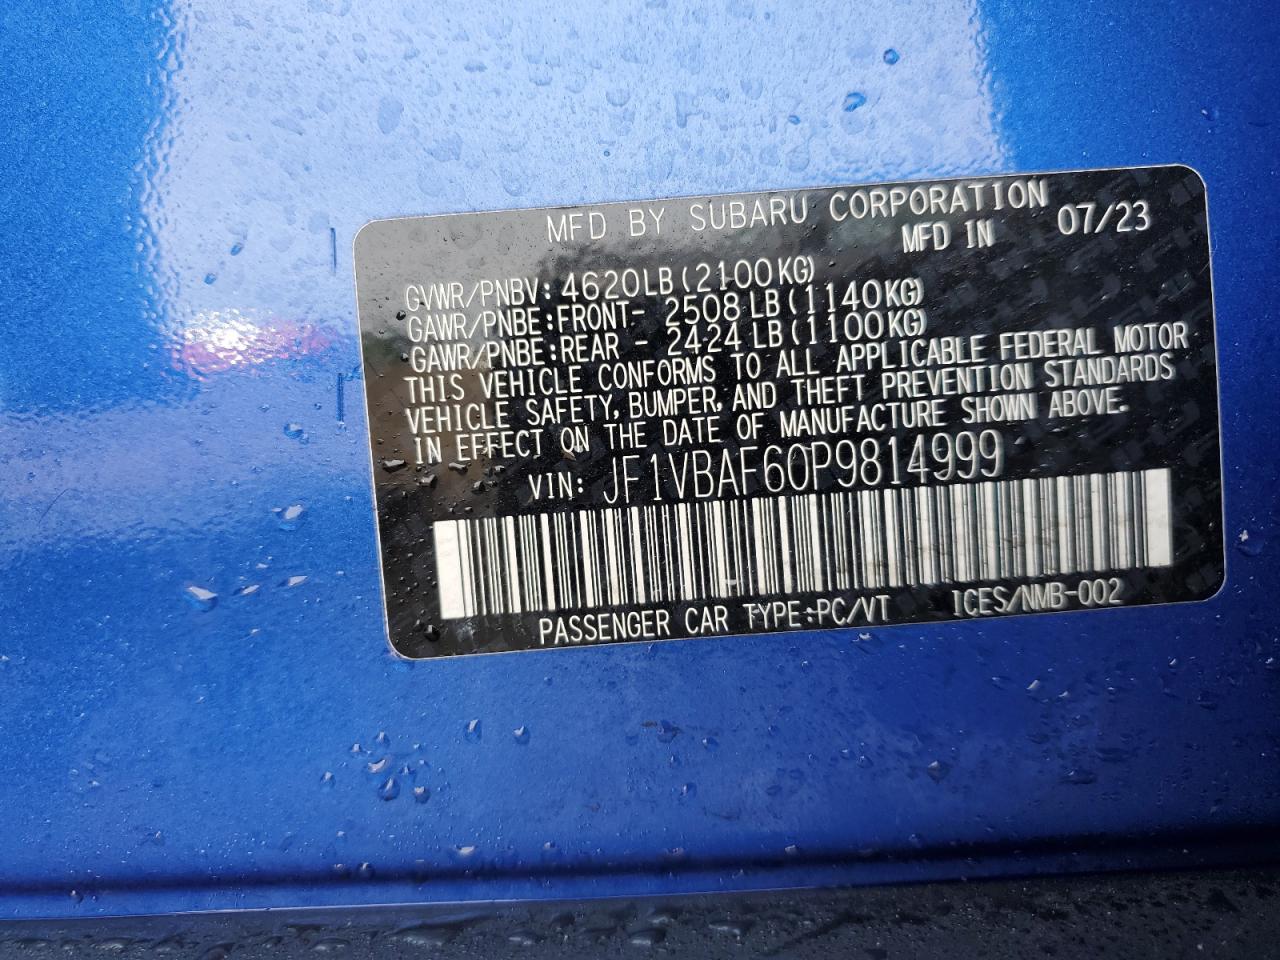 MFD BY SUBARU CORPORATION
MFD IN 07/23
GVWR/PNBV: 4620LB (2100KG)
GAWR/PNBE:FRONT- 2508 LB (1140KG)
GAWR/PNBE:REAR - 2424 LB (1100KG)
THIS VEHICLE CONFORMS TO ALL APPLICABLE FEDERAL MOTOR
VEHICLE SAFETY, BUMPER, AND THEFT PREVENTION STANDARDS
IN EFFECT ON THE DATE OF MANUFACTURE SHOWN ABOVE.
VIN: JF1VBAF60P9814999
PASSENGER CAR TYPE:PC/VT ICES/NMB-002